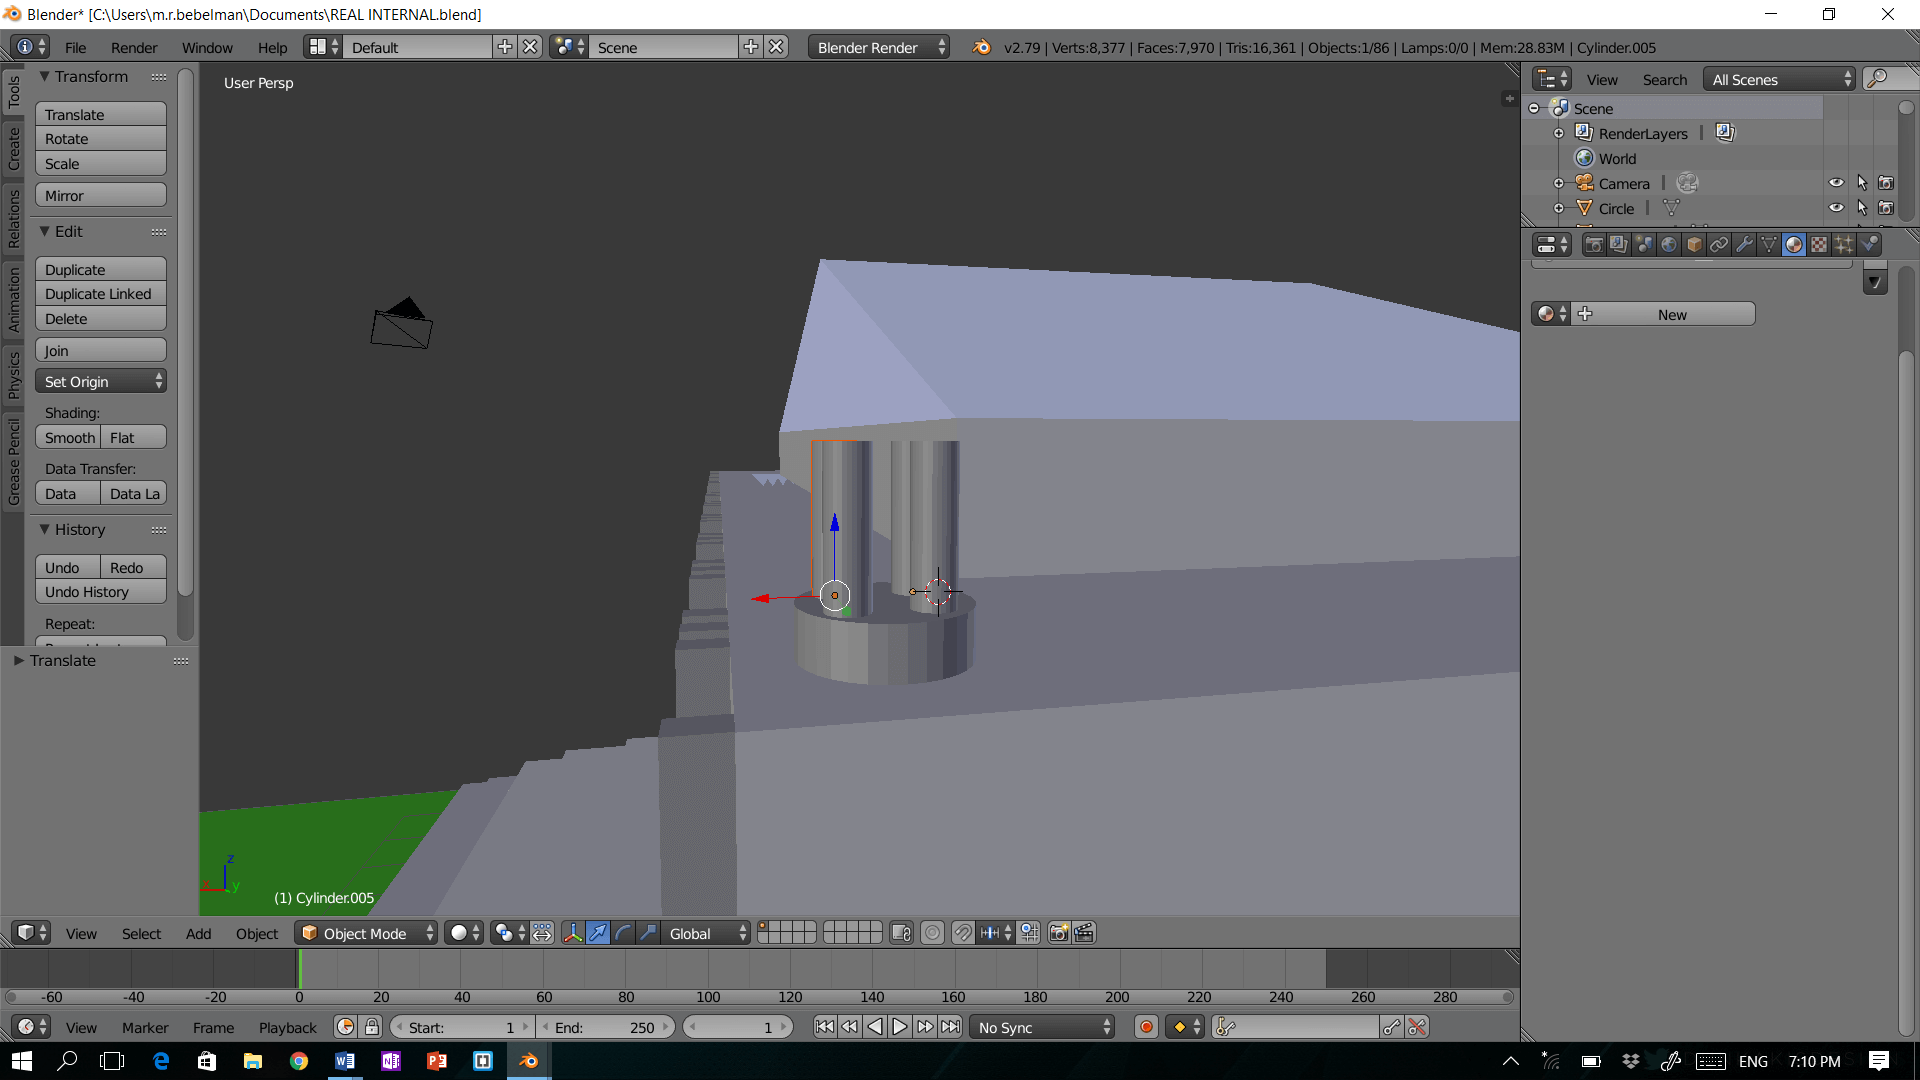 Blender* [C:\Users\m.r.bebelman\Documents\REAL INTERNAL.blend]
File Render Window Help Default Scene Blender Render v2.79 | Verts:8,377 | Faces:7,970 | Tris:16,361 | Objects:1/86 | Lamps:0/0 | Mem:28.83M | Cylinder.005
Tools
Create
Relations
Animation
Physics
Grease Pencil
Transform
Translate
Rotate
Scale
Mirror
Edit
Duplicate
Duplicate Linked
Delete
Join
Set Origin
Shading:
Smooth Flat
Data Transfer:
Data Data La
History
Undo Redo
Undo History
Repeat:
Translate
User Persp
z
x
y
(1) Cylinder.005
View Search All Scenes
Scene
RenderLayers |
World
Camera |
Circle |
New
View Select Add Object Object Mode Global
-60 -40 -20 0 20 40 60 80 100 120 140 160 180 200 220 240 260 280
View Marker Frame Playback Start: 1 End: 250 1 No Sync
ENG 7:10 PM